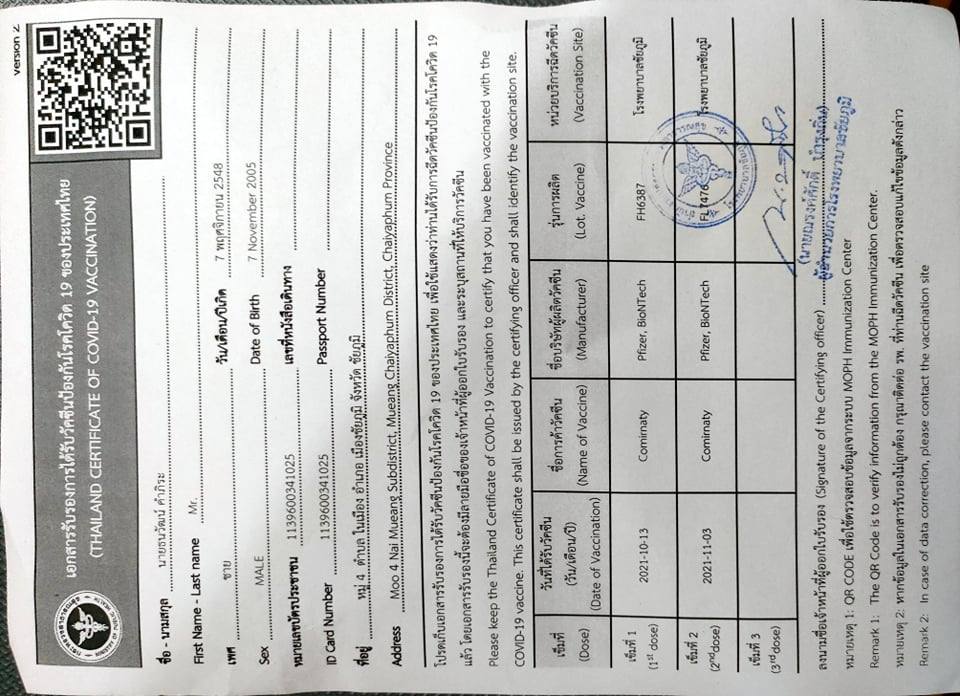 version 2.
เอกสารรับรองการได้รับวัคซีนป้องกันโรคโควิด 19 ของประเทศไทย
(THAILAND CERTIFICATE OF COVID-19 VACCINATION)
ชื่อ - นามสกุล นายธนวัฒน์ คำภิระ
First Name - Last name Mr.
เพศ ชาย วัน/เดือน/ปีเกิด 7 พฤศจิกายน 2548
Sex MALE Date of Birth 7 November 2005
หมายเลขบัตรประชาชน 1139600341025 เลขที่หนังสือเดินทาง
ID Card Number 1139600341025 Passport Number
ที่อยู่ หมู่ 4 ตำบล ในเมือง อำเภอ เมืองชัยภูมิ จังหวัด ชัยภูมิ
Address Moo 4 Nai Mueang Subdistrict, Mueang Chaiyaphum District, Chaiyaphum Province
โปรดเก็บเอกสารรับรองการได้รับวัคซีนป้องกันโรคโควิด 19 ของประเทศไทย เพื่อใช้แสดงว่าท่านได้รับการฉีดวัคซีนป้องกันโรคโควิด 19
แล้ว โดยเอกสารรับรองนี้จะต้องมีลายมือชื่อของเจ้าหน้าที่ผู้ออกใบรับรอง และระบุสถานที่ให้บริการวัคซีน
Please keep the Thailand Certificate of COVID-19 Vaccination to certify that you have been vaccinated with the
COVID-19 vaccine. This certificate shall be issued by the certifying officer and shall identify the vaccination site.
เข็มที่ วันที่ได้รับวัคซีน ชื่อการค้าวัคซีน ชื่อบริษัทผู้ผลิตวัคซีน รุ่นการผลิต หน่วยบริการฉีดวัคซีน
(Dose) (วัน/เดือน/ปี) (Name of Vaccine) (Manufacturer) (Lot. Vaccine) (Vaccination Site)
(Date of Vaccination)
เข็มที่ 1 2021-10-13 Comirnaty Pfizer, BioNTech FH6387 โรงพยาบาลชัยภูมิ
(1st dose)
เข็มที่ 2 2021-11-03 Comirnaty Pfizer, BioNTech โรงพยาบาลชัยภูมิ
(2nd dose)
เข็มที่ 3
(3rd dose)
ลงนามชื่อเจ้าหน้าที่ผู้ออกใบรับรอง (Signature of the Certifying officer)
ผู้อำนวยการโรงพยาบาลชัยภูมิ
หมายเหตุ 1: QR CODE เพื่อใช้ตรวจสอบข้อมูลจากระบบ MOPH Immunization Center
Remark 1: The QR Code is to verify information from the MOPH Immunization Center.
หมายเหตุ 2: หากข้อมูลในเอกสารรับรองไม่ถูกต้อง กรุณาติดต่อ รพ. ที่ท่านฉีดวัคซีน เพื่อตรวจสอบแก้ไขข้อมูลดังกล่าว
Remark 2: In case of data correction, please contact the vaccination site